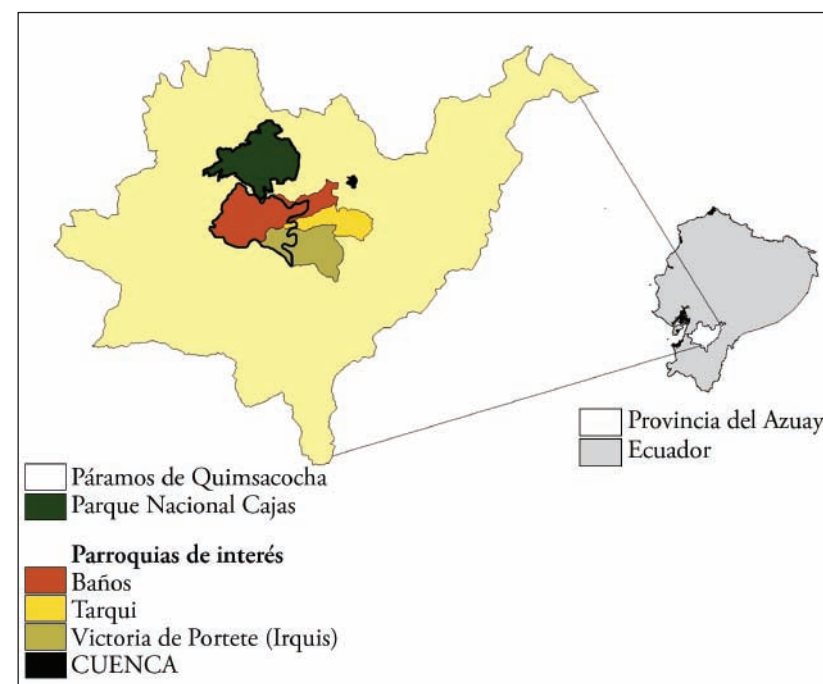 Provincia del Azuay
Ecuador
Páramos de Quimsacocha
Parque Nacional Cajas
Parroquias de interés
Baños
Tarqui
Victoria de Portete (Irquis)
CUENCA